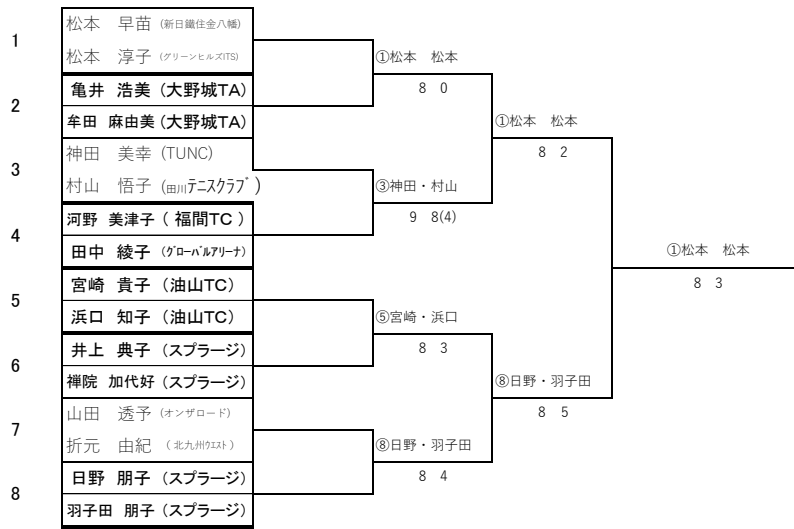 1
松本 早苗 (新日鐵住金八幡)
松本 淳子 (グリーンヒルズITS)
2
亀井 浩美 (大野城TA)
牟田 麻由美 (大野城TA)
3
神田 美幸 (TUNC)
村山 悟子 (田川テニスクラブ)
4
河野 美津子 ( 福間TC )
田中 綾子 (グローバルアリーナ)
5
宮崎 貴子 (油山TC)
浜口 知子 (油山TC)
6
井上 典子 (スプラージ)
禅院 加代好 (スプラージ)
7
山田 透子 (オンザロード)
折元 由紀 (北九州ウエスト)
8
日野 朋子 (スプラージ)
羽子田 朋子 (スプラージ)
①松本 松本
8 0
③神田・村山
9 8(4)
⑤宮崎・浜口
8 3
⑧日野・羽子田
8 4
①松本 松本
8 2
⑧日野・羽子田
8 5
①松本 松本
8 3